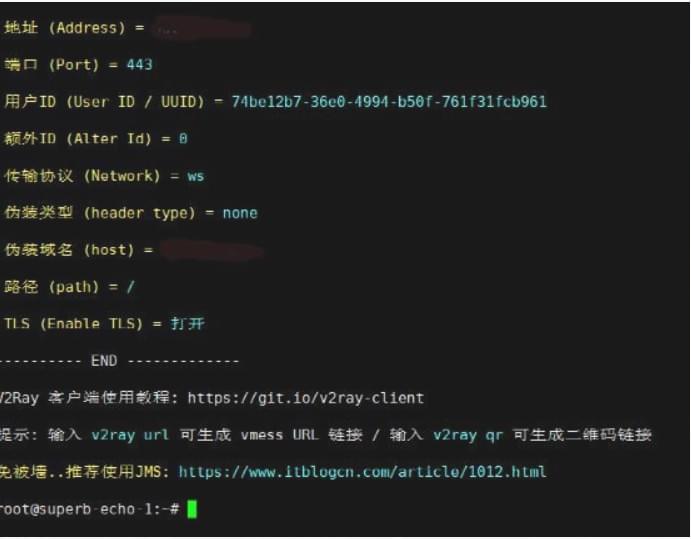 地址 (Address) =
端口 (Port) = 443
用户ID (User ID / UUID) = 74be12b7-36e0-4994-b50f-761f31fcb961
额外ID (Alter Id) = 0
传输协议 (Network) = ws
伪装类型 (header type) = none
伪装域名 (host) =
路径 (path) = /
TLS (Enable TLS) = 打开
---------- END -------------
V2Ray 客户端使用教程: https://git.io/v2ray-client
提示: 输入 v2ray url 可生成 vmess URL 链接 / 输入 v2ray qr 可生成二维码链接
免被墙..推荐使用JMS: https://www.itblogcn.com/article/1012.html
root@superb-echo-1:~#